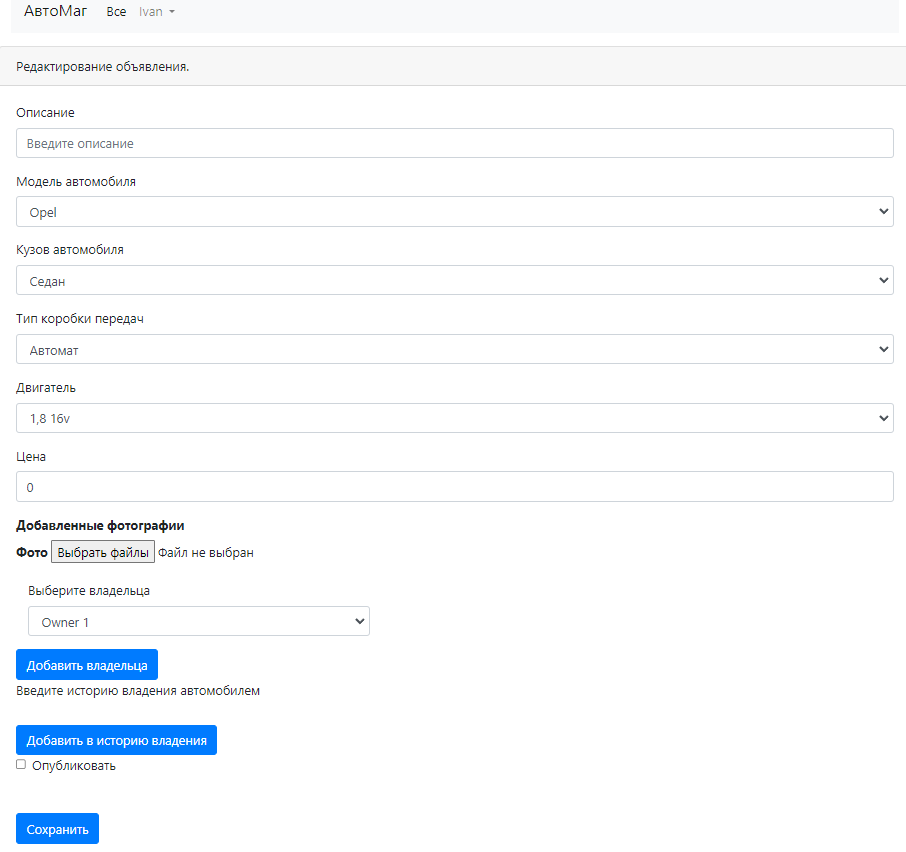 АвтоМаг Все Ivan
Редактирование объявления.
Описание
Введите описание
Модель автомобиля
Opel
Кузов автомобиля
Седан
Тип коробки передач
Автомат
Двигатель
1,8 16v
Цена
0
Добавленные фотографии
Фото Выбрать файлы Файл не выбран
Выберите владельца
Owner 1
Добавить владельца
Введите историю владения автомобилем
Добавить в историю владения
Опубликовать
Сохранить